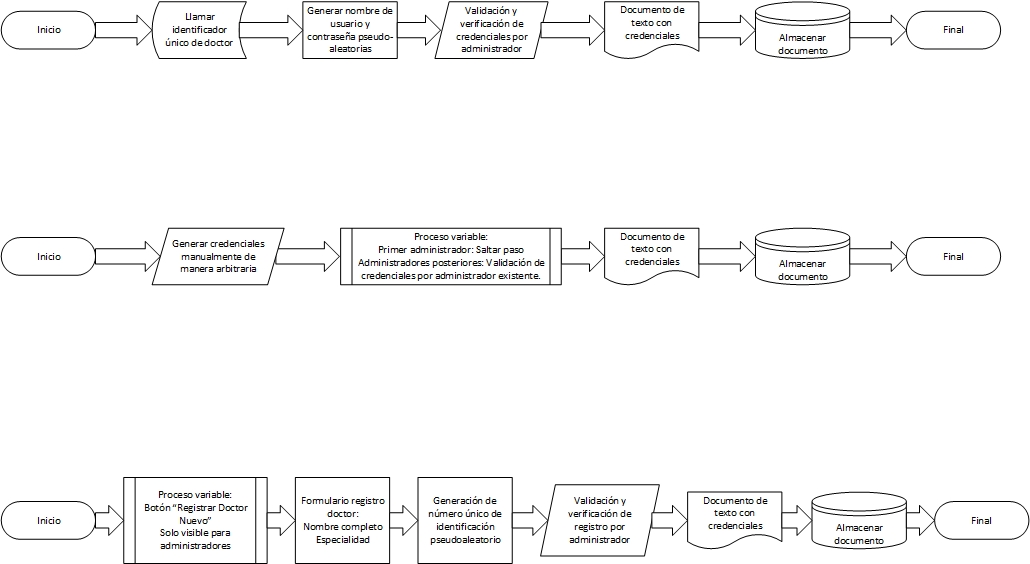 Inicio
Llamar
identificador
único de doctor
Generar nombre de
usuario y
contraseña pseudo-
aleatorias
Validación y
verificación de
credenciales por
administrador
Documento de
texto con
credenciales
Almacenar
documento
Final
Inicio
Generar credenciales
manualmente de
manera arbitraria
Proceso variable:
Primer administrador: Saltar paso
Administradores posteriores: Validación de
credenciales por administrador existente.
Documento de
texto con
credenciales
Almacenar
documento
Final
Inicio
Proceso variable:
Botón “Registrar Doctor
Nuevo”
Solo visible para
administradores
Formulario registro
doctor:
Nombre completo
Especialidad
Generación de
número único de
identificación
pseudoaleatorio
Validación y
verificación de
registro por
administrador
Documento de
texto con
credenciales
Almacenar
documento
Final